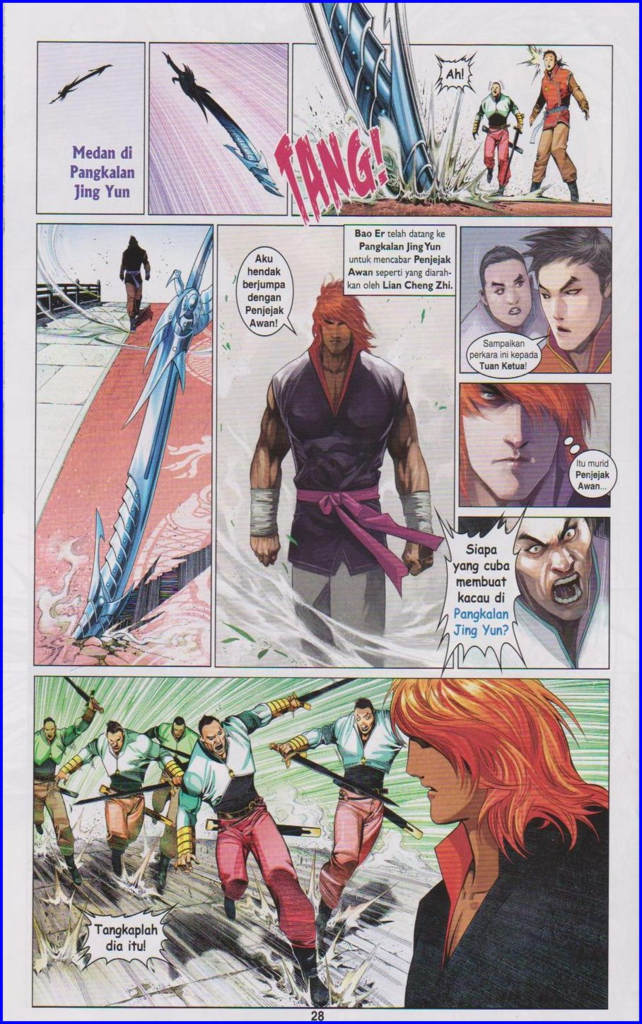 Medan di
Pangkalan
Jing Yun
TANG!
Ah!
Aku
hendak
berjumpa
dengan
Penjejak
Awan!
Bao Er telah datang ke
Pangkalan Jing Yun
untuk mencabar Penjejak
Awan seperti yang diarah-
kan oleh Lian Cheng Zhi.
Sampaikan
perkara ini kepada
Tuan Ketua!
Itu murid
Penjejak
Awan...
Siapa
yang cuba
membuat
kacau di
Pangkalan
Jing Yun?
Tangkaplah
dia itu!
28